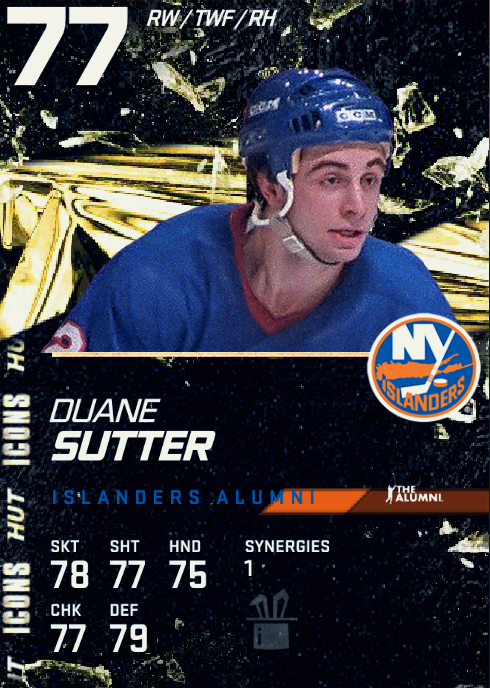 77
RW / TWF / RH
CCM
CCM
NY
ISLANDERS
DUANE
SUTTER
ISLANDERS ALUMNI
THE
ALUMNI
SKT SHT HND SYNERGIES
78 77 75 1
CHK DEF
77 79
HUT
ICONS
HUT
ICONS